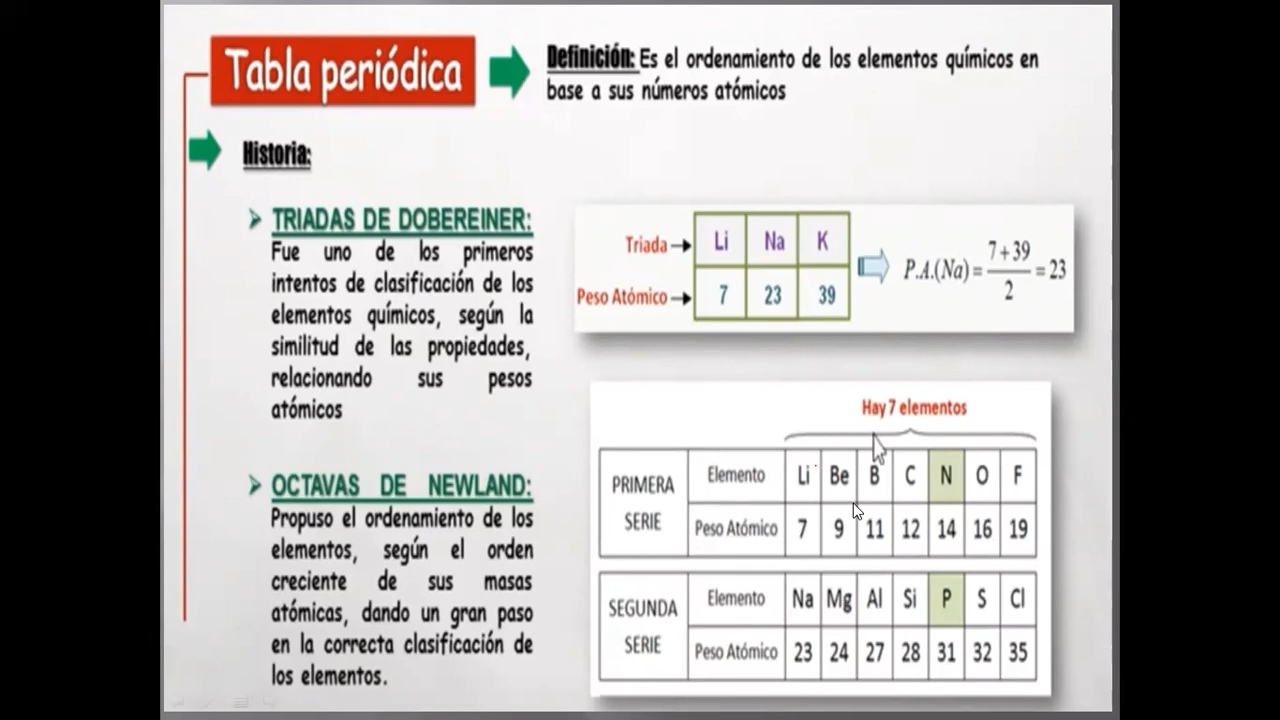 Tabla periódica
Definición: Es el ordenamiento de los elementos químicos en
base a sus números atómicos
Historia:
TRIADAS DE DOBEREINER:
Fue uno de los primeros
intentos de clasificación de los
elementos químicos, según la
similitud de las propiedades,
relacionando sus pesos
atómicos
Triada Li Na K
Peso Atómico 7 23 39
P.A.(Na) = 7+39 / 2 = 23
OCTAVAS DE NEWLAND:
Propuso el ordenamiento de los
elementos, según el orden
creciente de sus masas
atómicas, dando un gran paso
en la correcta clasificación de
los elementos.
Hay 7 elementos
PRIMERA SERIE
Elemento Li Be B C N O F
Peso Atómico 7 9 11 12 14 16 19
SEGUNDA SERIE
Elemento Na Mg Al Si P S Cl
Peso Atómico 23 24 27 28 31 32 35